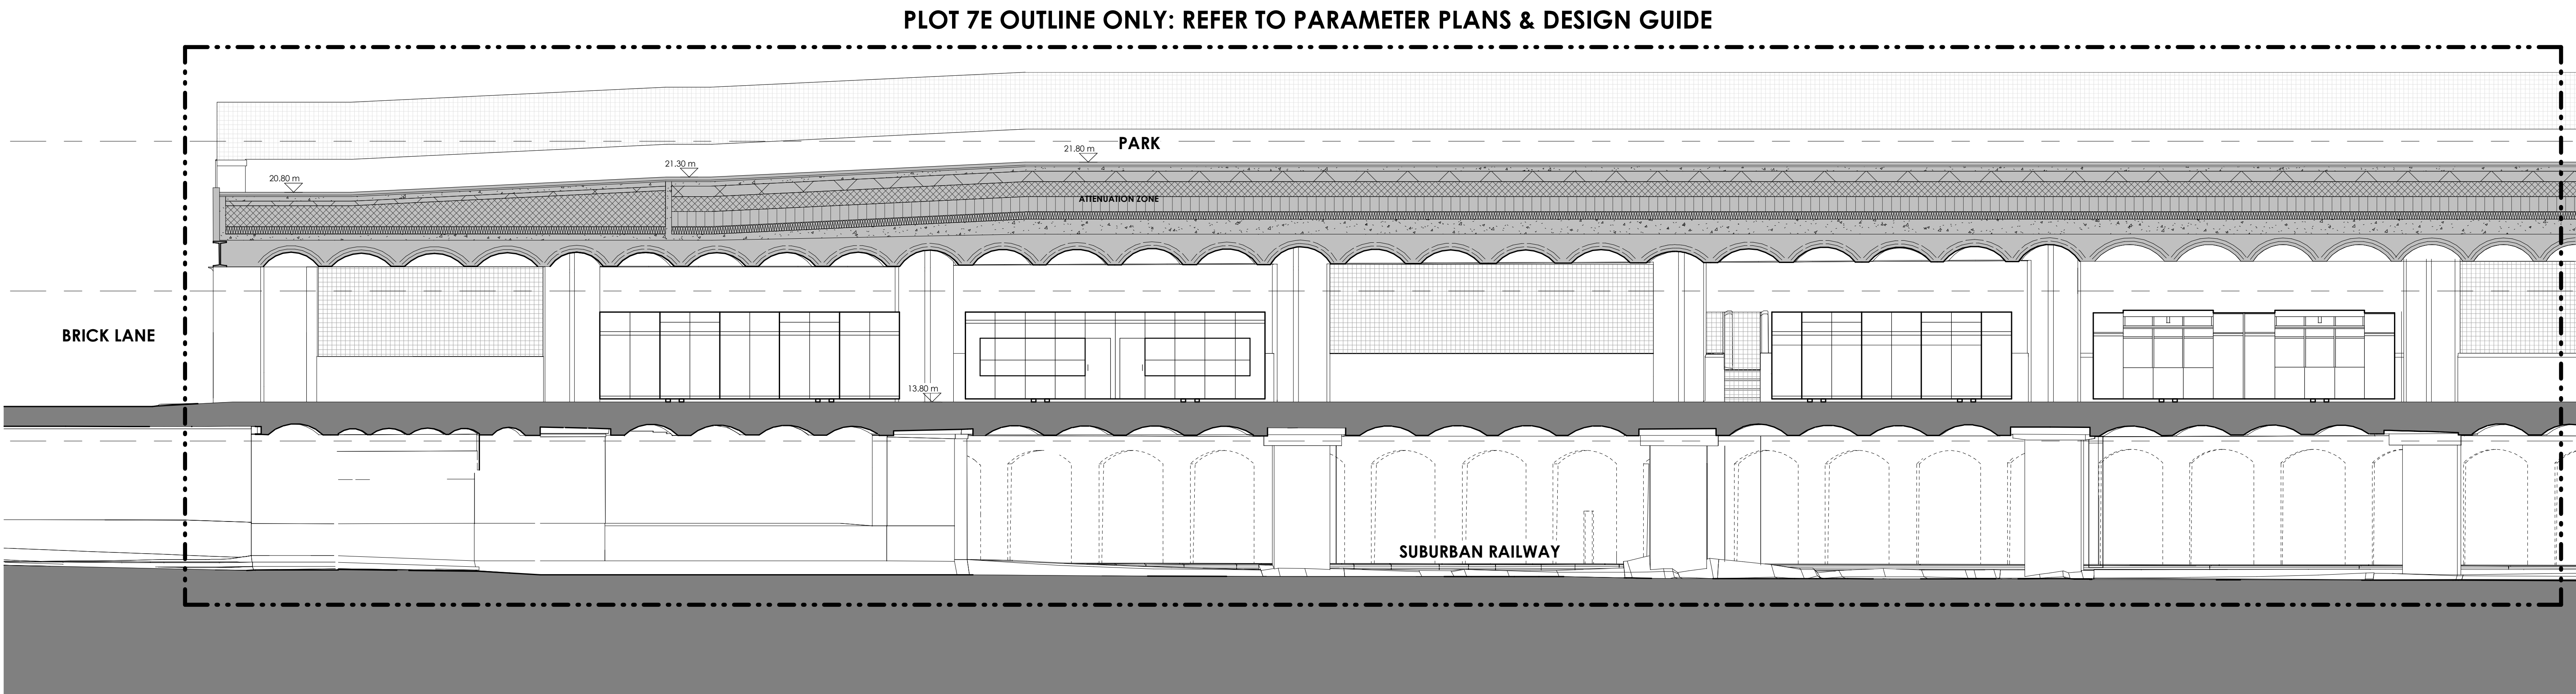 PLOT 7E OUTLINE ONLY: REFER TO PARAMETER PLANS & DESIGN GUIDE
PARK
21.80 m
21.30 m
20.80 m
ATTENUATION ZONE
BRICK LANE
13.80 m
SUBURBAN RAILWAY